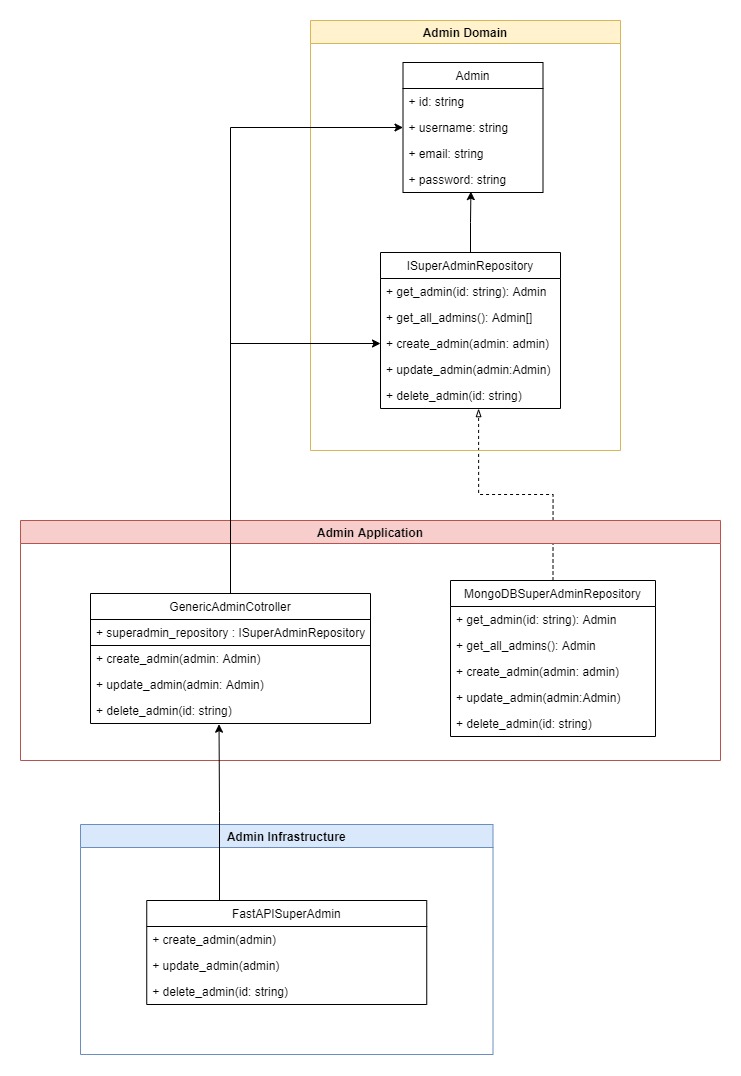 Admin Domain
Admin
+ id: string
+ username: string
+ email: string
+ password: string
ISuperAdminRepository
+ get_admin(id: string): Admin
+ get_all_admins(): Admin[]
+ create_admin(admin: admin)
+ update_admin(admin:Admin)
+ delete_admin(id: string)
Admin Application
GenericAdminCotroller
+ superadmin_repository : ISuperAdminRepository
+ create_admin(admin: Admin)
+ update_admin(admin: Admin)
+ delete_admin(id: string)
MongoDBSuperAdminRepository
+ get_admin(id: string): Admin
+ get_all_admins(): Admin
+ create_admin(admin: admin)
+ update_admin(admin:Admin)
+ delete_admin(id: string)
Admin Infrastructure
FastAPISuperAdmin
+ create_admin(admin)
+ update_admin(admin)
+ delete_admin(id: string)